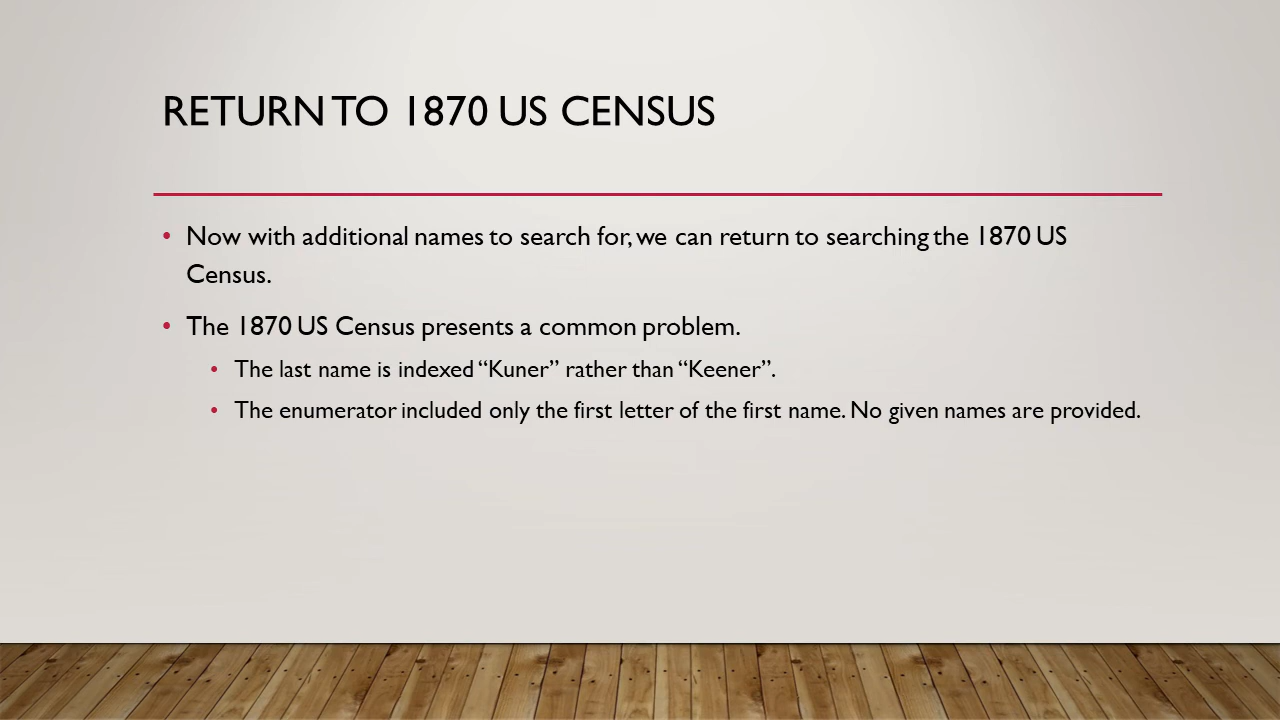 RETURN TO 1870 US CENSUS
• Now with additional names to search for, we can return to searching the 1870 US
Census.
• The 1870 US Census presents a common problem.
• The last name is indexed “Kuner” rather than “Keener”.
• The enumerator included only the first letter of the first name. No given names are provided.